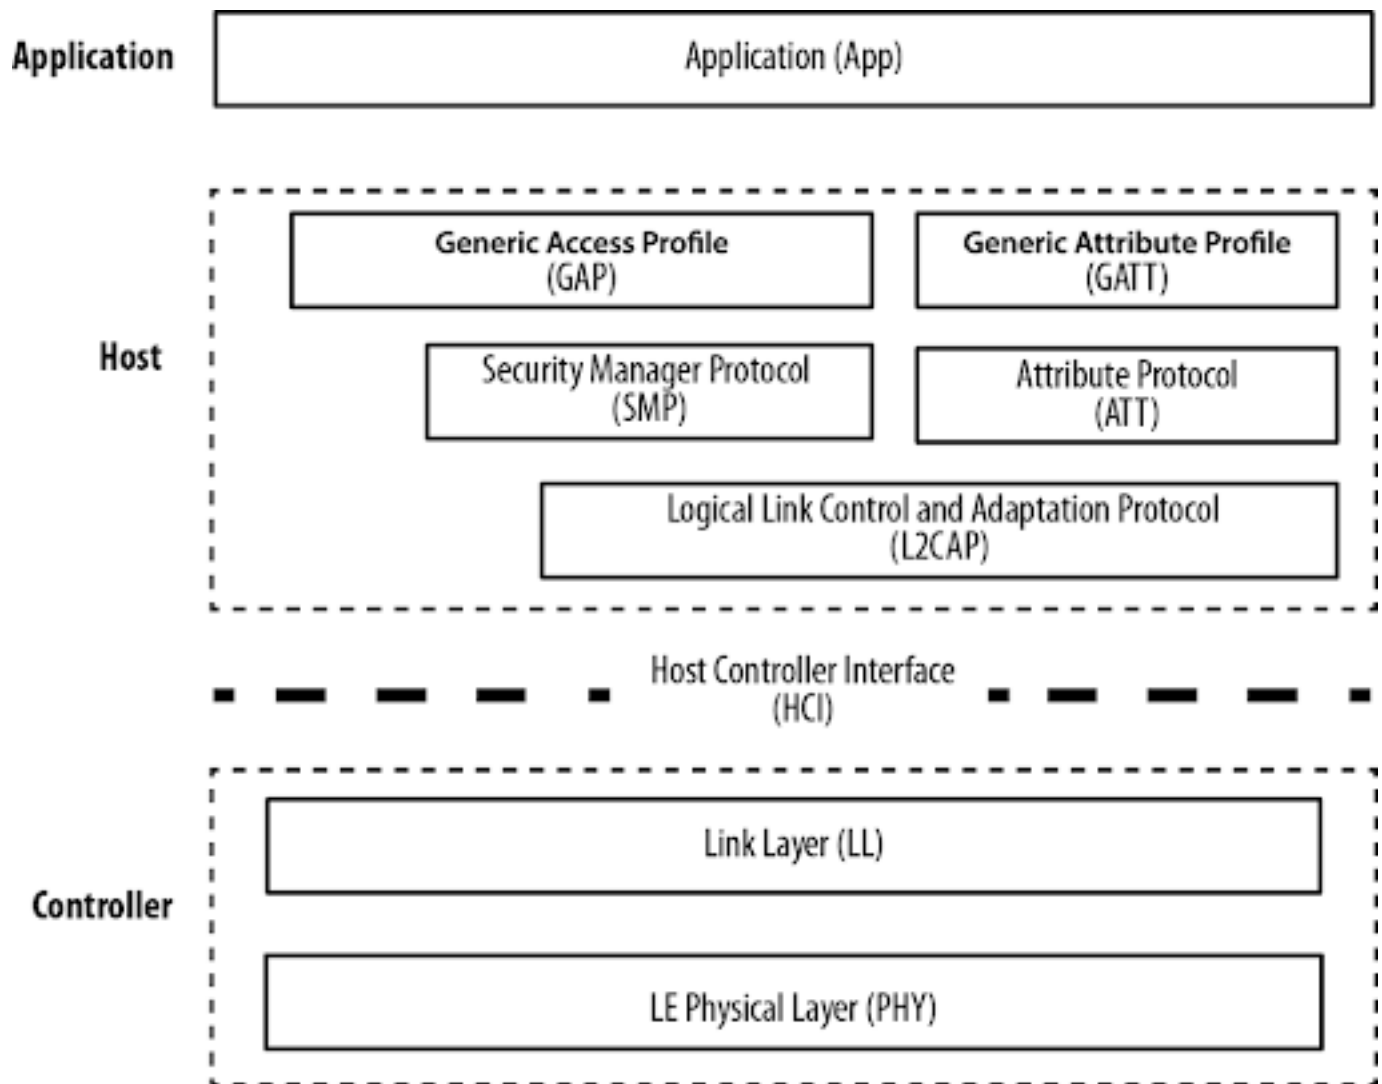 Application
Application (App)
Generic Access Profile
(GAP)
Generic Attribute Profile
(GATT)
Host
Security Manager Protocol
(SMP)
Attribute Protocol
(ATT)
Logical Link Control and Adaptation Protocol
(L2CAP)
Host Controller Interface
(HCI)
Link Layer (LL)
Controller
LE Physical Layer (PHY)